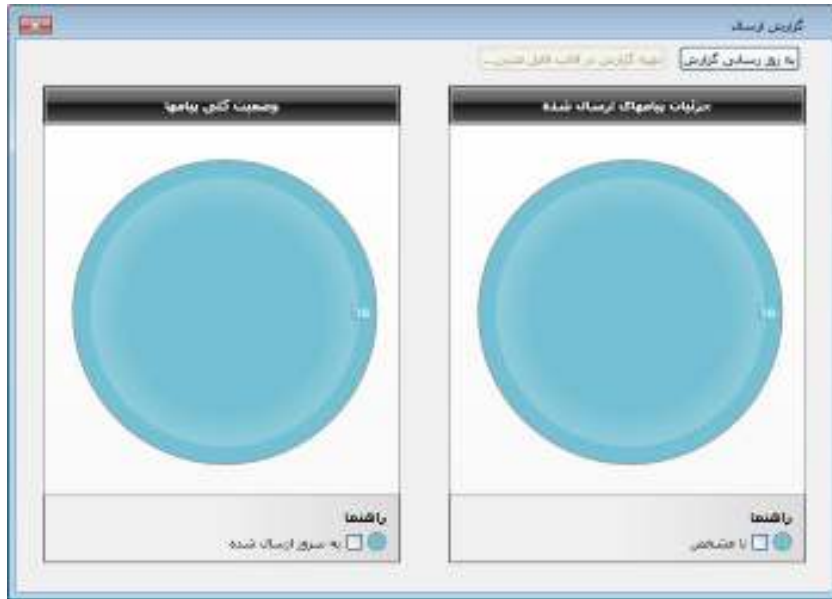 گزارش ارسال
به روز رسانی گزارش
تهیه گزارش در قالب فایل متنی...
جزئیات پیامهای ارسال شده
وضعیت کلی پیامها
راهنما
نا مشخص
راهنما
به سرور ارسال شده